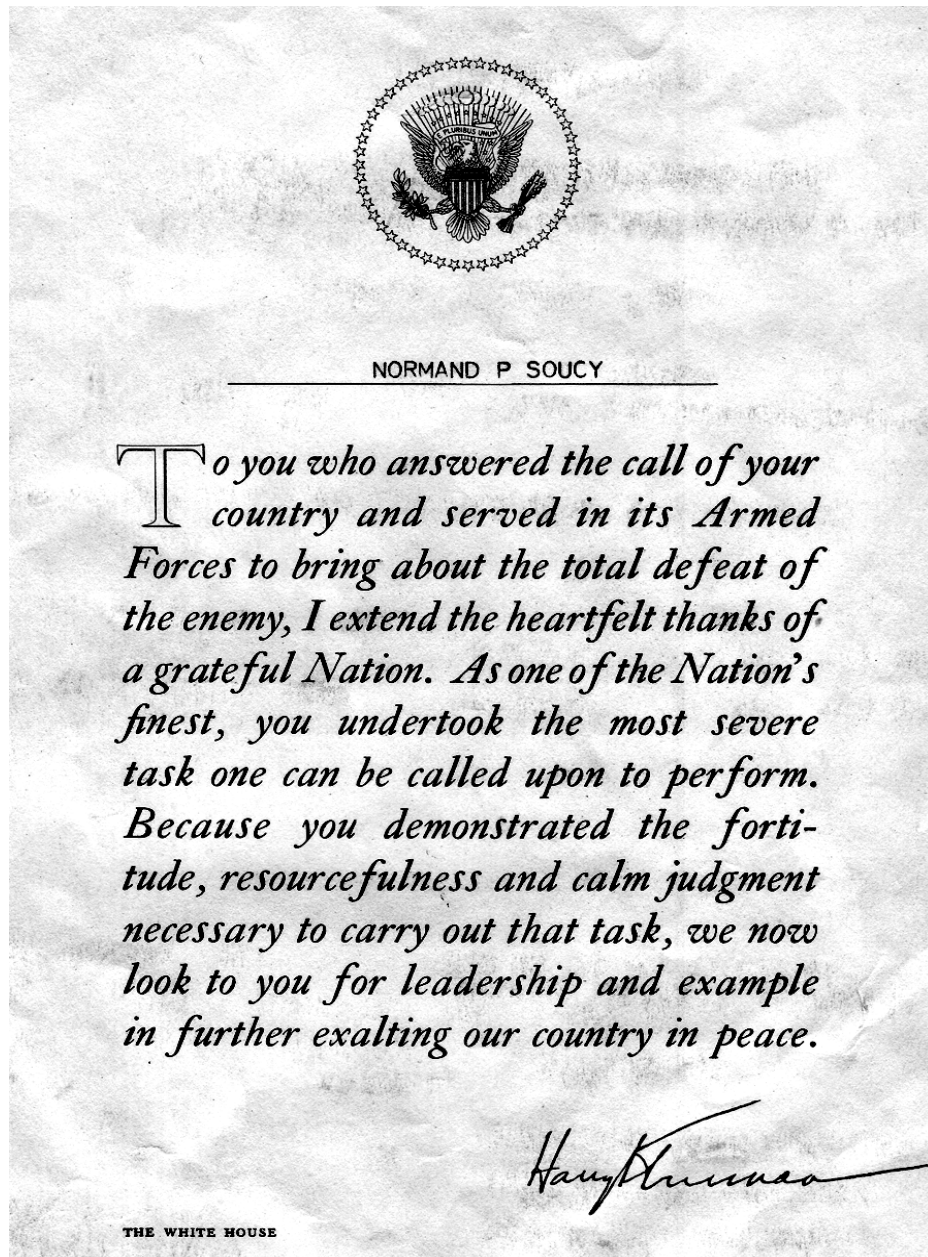 E PLURIBUS UNUM
NORMAND P SOUCY
To you who answered the call of your
country and served in its Armed
Forces to bring about the total defeat of
the enemy, I extend the heartfelt thanks of
a grateful Nation. As one of the Nation's
finest, you undertook the most severe
task one can be called upon to perform.
Because you demonstrated the forti-
tude, resourcefulness and calm judgment
necessary to carry out that task, we now
look to you for leadership and example
in further exalting our country in peace.
Harry S Truman
THE WHITE HOUSE